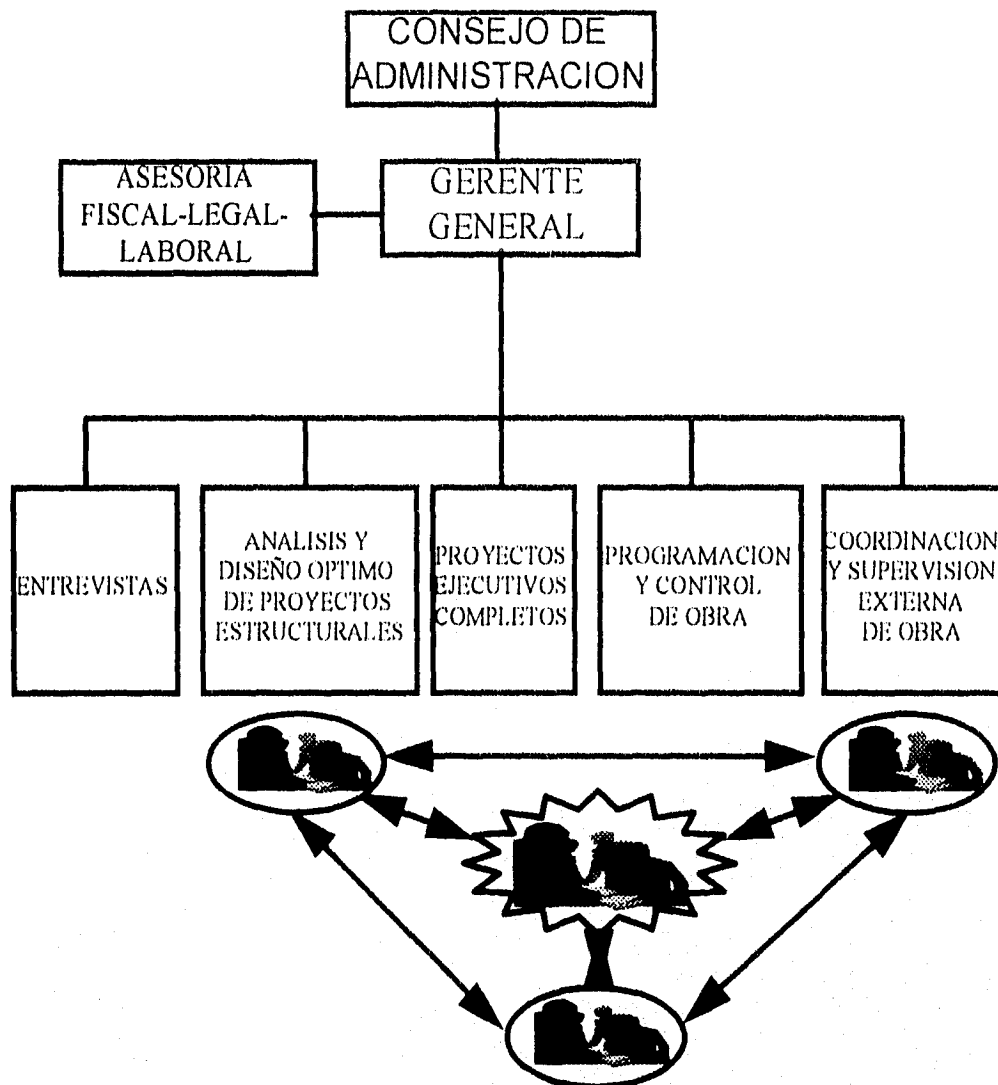 CONSEJO DE
ADMINISTRACION
ASESORIA
FISCAL-LEGAL-
LABORAL
GERENTE
GENERAL
ENTREVISTAS
ANALISIS Y
DISEÑO OPTIMO
DE PROYECTOS
ESTRUCTURALES
PROYECTOS
EJECUTIVOS
COMPLETOS
PROGRAMACION
Y CONTROL
DE OBRA
COORDINACION
Y SUPERVISION
EXTERNA
DE OBRA